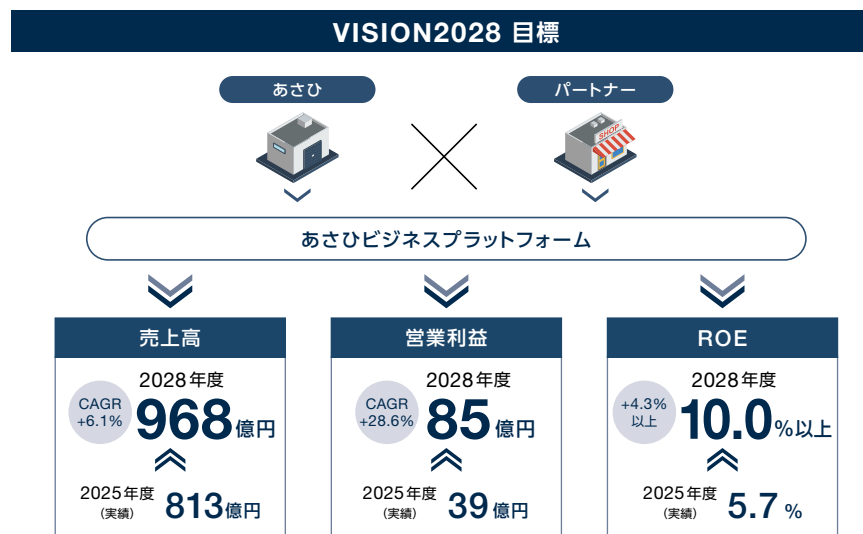 VISION2028 目標
あさひ
パートナー
SHOP
あさひビジネスプラットフォーム
売上高
2028年度
CAGR
+6.1%
968億円
2025年度
(実績)
813億円
営業利益
2028年度
CAGR
+28.6%
85億円
2025年度
(実績)
39億円
ROE
2028年度
+4.3%
以上
10.0%以上
2025年度
(実績)
5.7 %